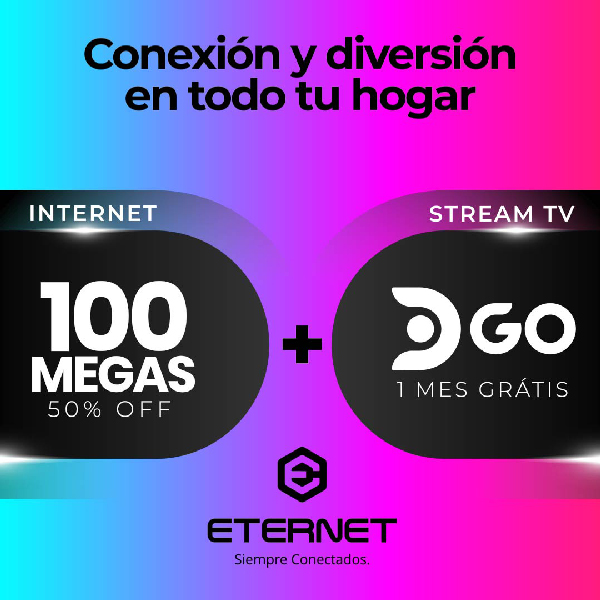 Conexión y diversión
en todo tu hogar
INTERNET
100
MEGAS
50% OFF
+
STREAM TV
DGO
1 MES GRÁTIS
ETERNET
Siempre Conectados.